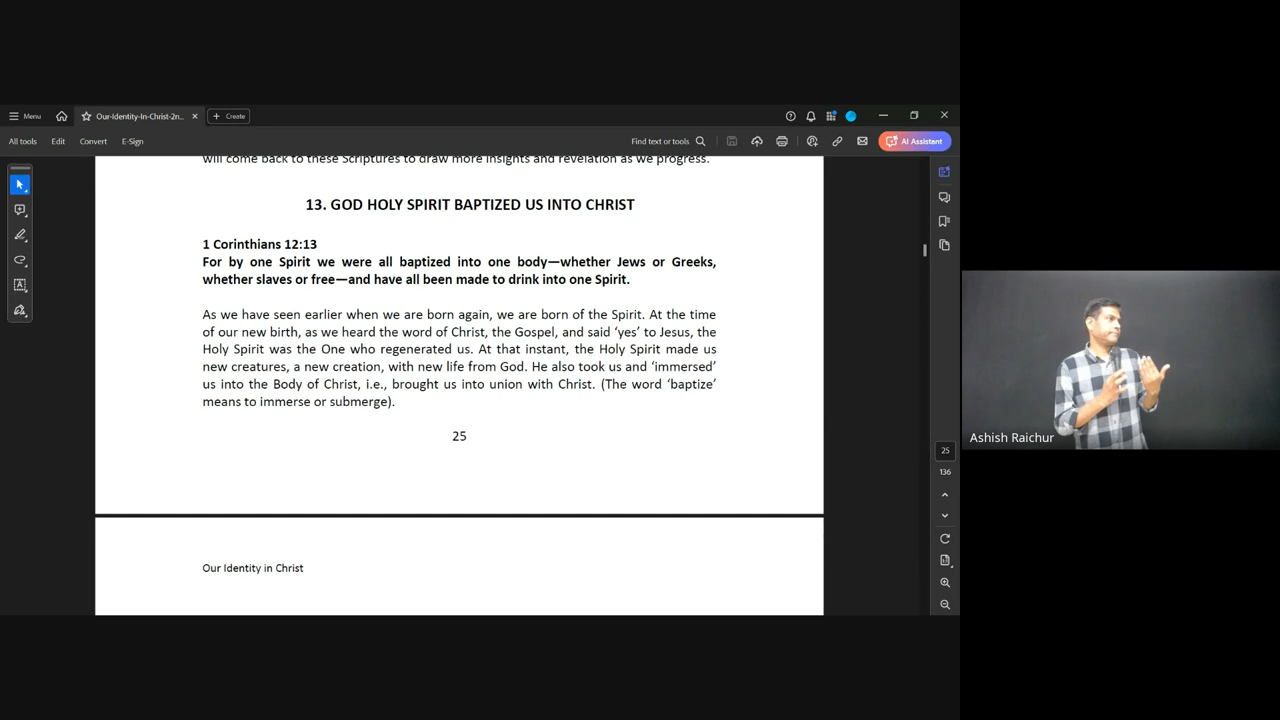 Menu
Our-Identity-In-Christ-2n...
Create
All tools
Edit
Convert
E-Sign
Find text or tools
AI Assistant
will come back to these Scriptures to draw more insights and revelation as we progress.
13. GOD HOLY SPIRIT BAPTIZED US INTO CHRIST
1 Corinthians 12:13
For by one Spirit we were all baptized into one body—whether Jews or Greeks,
whether slaves or free—and have all been made to drink into one Spirit.
As we have seen earlier when we are born again, we are born of the Spirit. At the time
of our new birth, as we heard the word of Christ, the Gospel, and said ‘yes’ to Jesus, the
Holy Spirit was the One who regenerated us. At that instant, the Holy Spirit made us
new creatures, a new creation, with new life from God. He also took us and ‘immersed’
us into the Body of Christ, i.e., brought us into union with Christ. (The word ‘baptize’
means to immerse or submerge).
25
Our Identity in Christ
25
136
Ashish Raichur